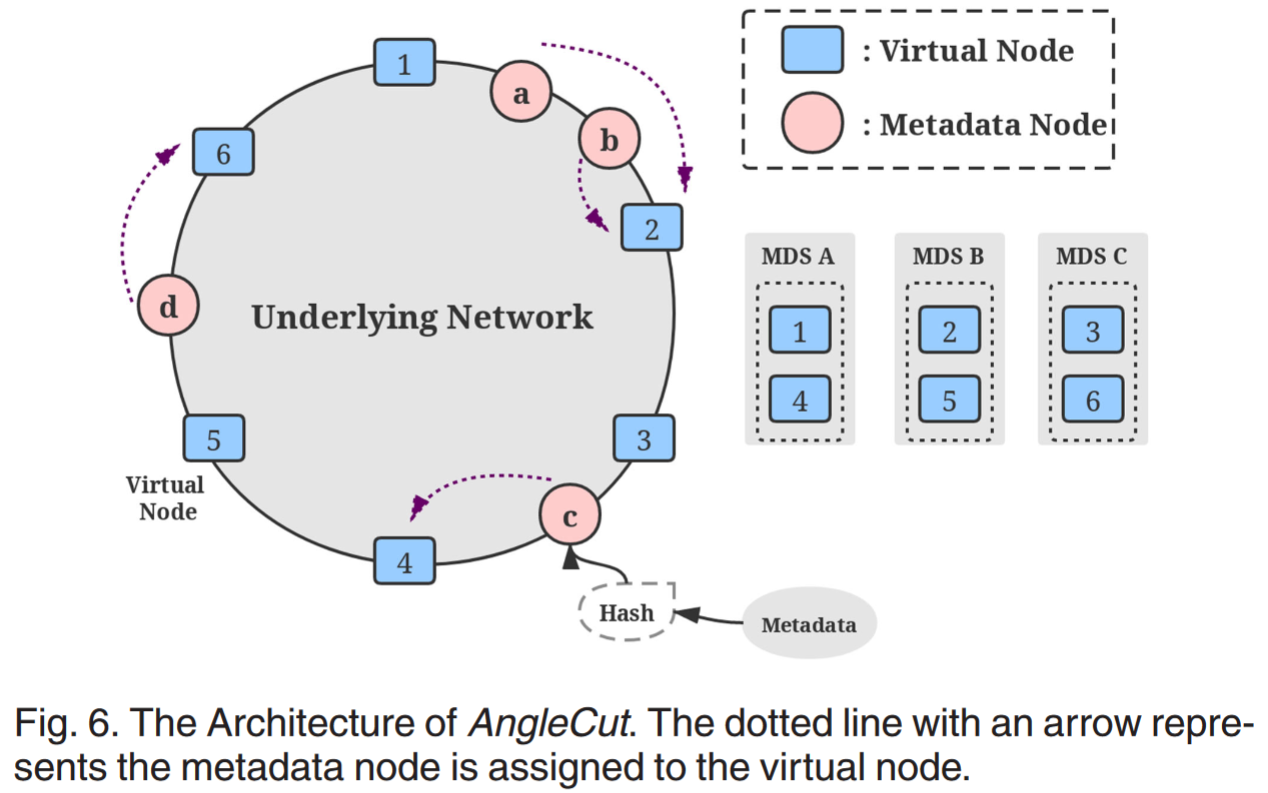 1
a
b
6
2
d
Underlying Network
5
3
Virtual
Node
c
4
Hash
Metadata
: Virtual Node
: Metadata Node
MDS A
MDS B
MDS C
1
2
3
4
5
6
Fig. 6. The Architecture of AngleCut. The dotted line with an arrow repre-
sents the metadata node is assigned to the virtual node.